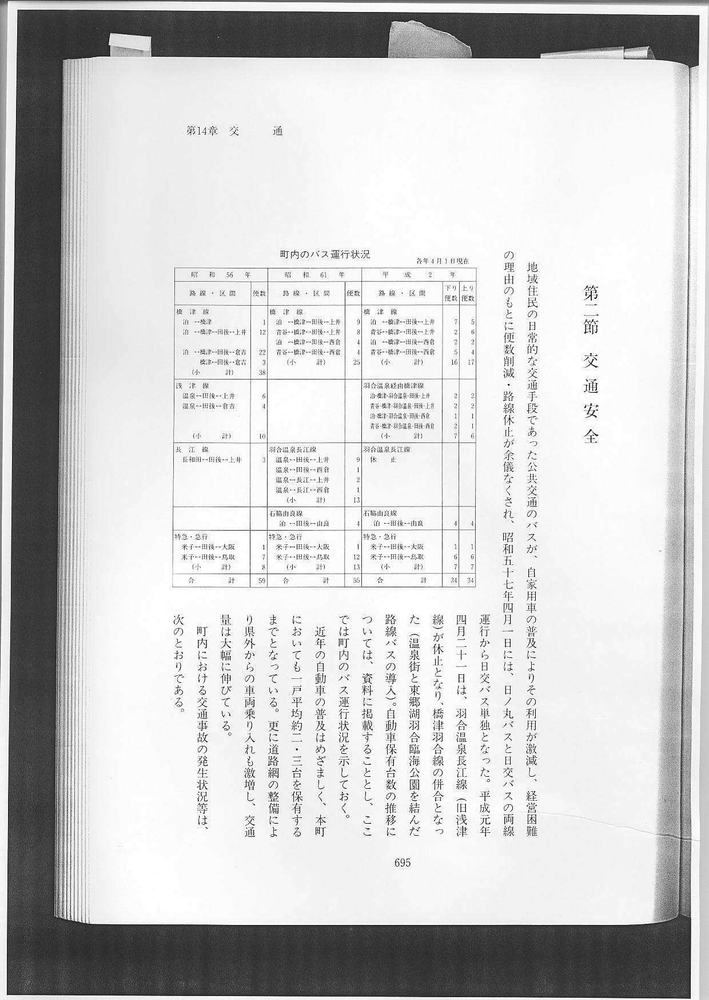 第14章　交　　通
第二節　交通安全
　地域住民の日常的な交通手段であった公共交通のバスが、自家用車の普及によりその利用が激減し、経営困難
の理由のもとに便数削減・路線休止が余儀なくされ、昭和五十七年四月一日には、日ノ丸バスと日交バスの両線
運行から日交バス単独となった。平成元年
四月二十一日は、羽合温泉長江線（旧浅津
線）が休止となり、橋津羽合線の併合となっ
た（温泉街と東郷湖羽合臨海公園を結んだ
路線バスの導入）。自動車保有台数の推移に
ついては、資料に掲載することとし、ここ
では町内のバス運行状況を示しておく。
　近年の自動車の普及はめざましく、本町
においても一戸平均約二・三台を保有する
までとなっている。更に道路網の整備によ
り県外からの車両乗り入れも激増し、交通
量は大幅に伸びている。
　町内における交通事故の発生状況等は、
次のとおりである。
町内のバス運行状況
各年4月1日現在
昭和56年　昭和61年　平成2年
路線・区間　便数　路線・区間　便数　路線・区間　下り便数　上り便数
橋津線　橋津線　橋津線
泊↔橋津　1　泊↔橋津↔田後↔上井　9　泊↔橋津↔田後↔上井　7　5
泊↔橋津↔田後↔上井　12　青谷↔橋津↔田後↔上井　8　青谷↔橋津↔田後↔上井　2　6
泊↔橋津↔田後↔西倉　4　泊↔橋津↔田後↔西倉　2　2
泊↔橋津↔田後↔倉吉　22　青谷↔橋津↔田後↔西倉　4　青谷↔橋津↔田後↔西倉　5　4
橋津↔田後↔倉吉　3　（小計）　25　（小計）　16　17
（小計）　38
浅津線　羽合温泉経由橋津線
温泉↔田後↔上井　6　泊-橋津-羽合温泉-田後-上井　2　2
温泉↔田後↔倉吉　4　青谷-橋津-羽合温泉-田後-上井　2　2
泊-橋津-羽合温泉-田後-西倉　1　1
青谷-橋津-羽合温泉-田後-西倉　2　1
（小計）　10　（小計）　7　6
長江線　羽合温泉長江線　羽合温泉長江線
長和田↔田後↔上井　3　温泉↔田後↔上井　9　休止
温泉↔田後↔西倉　1
温泉↔長江↔上井　2
温泉↔長江↔西倉　1
（小計）　13
石脇由良線　石脇由良線
泊↔田後↔由良　4　泊↔田後↔由良　4　4
特急・急行　特急・急行　特急・急行
米子↔田後↔大阪　1　米子↔田後↔大阪　1　米子↔田後↔大阪　1　1
米子↔田後↔鳥取　7　米子↔田後↔鳥取　12　米子↔田後↔鳥取　6　6
（小計）　8　（小計）　13　（小計）　7　7
合計　59　合計　55　合計　34　34
695